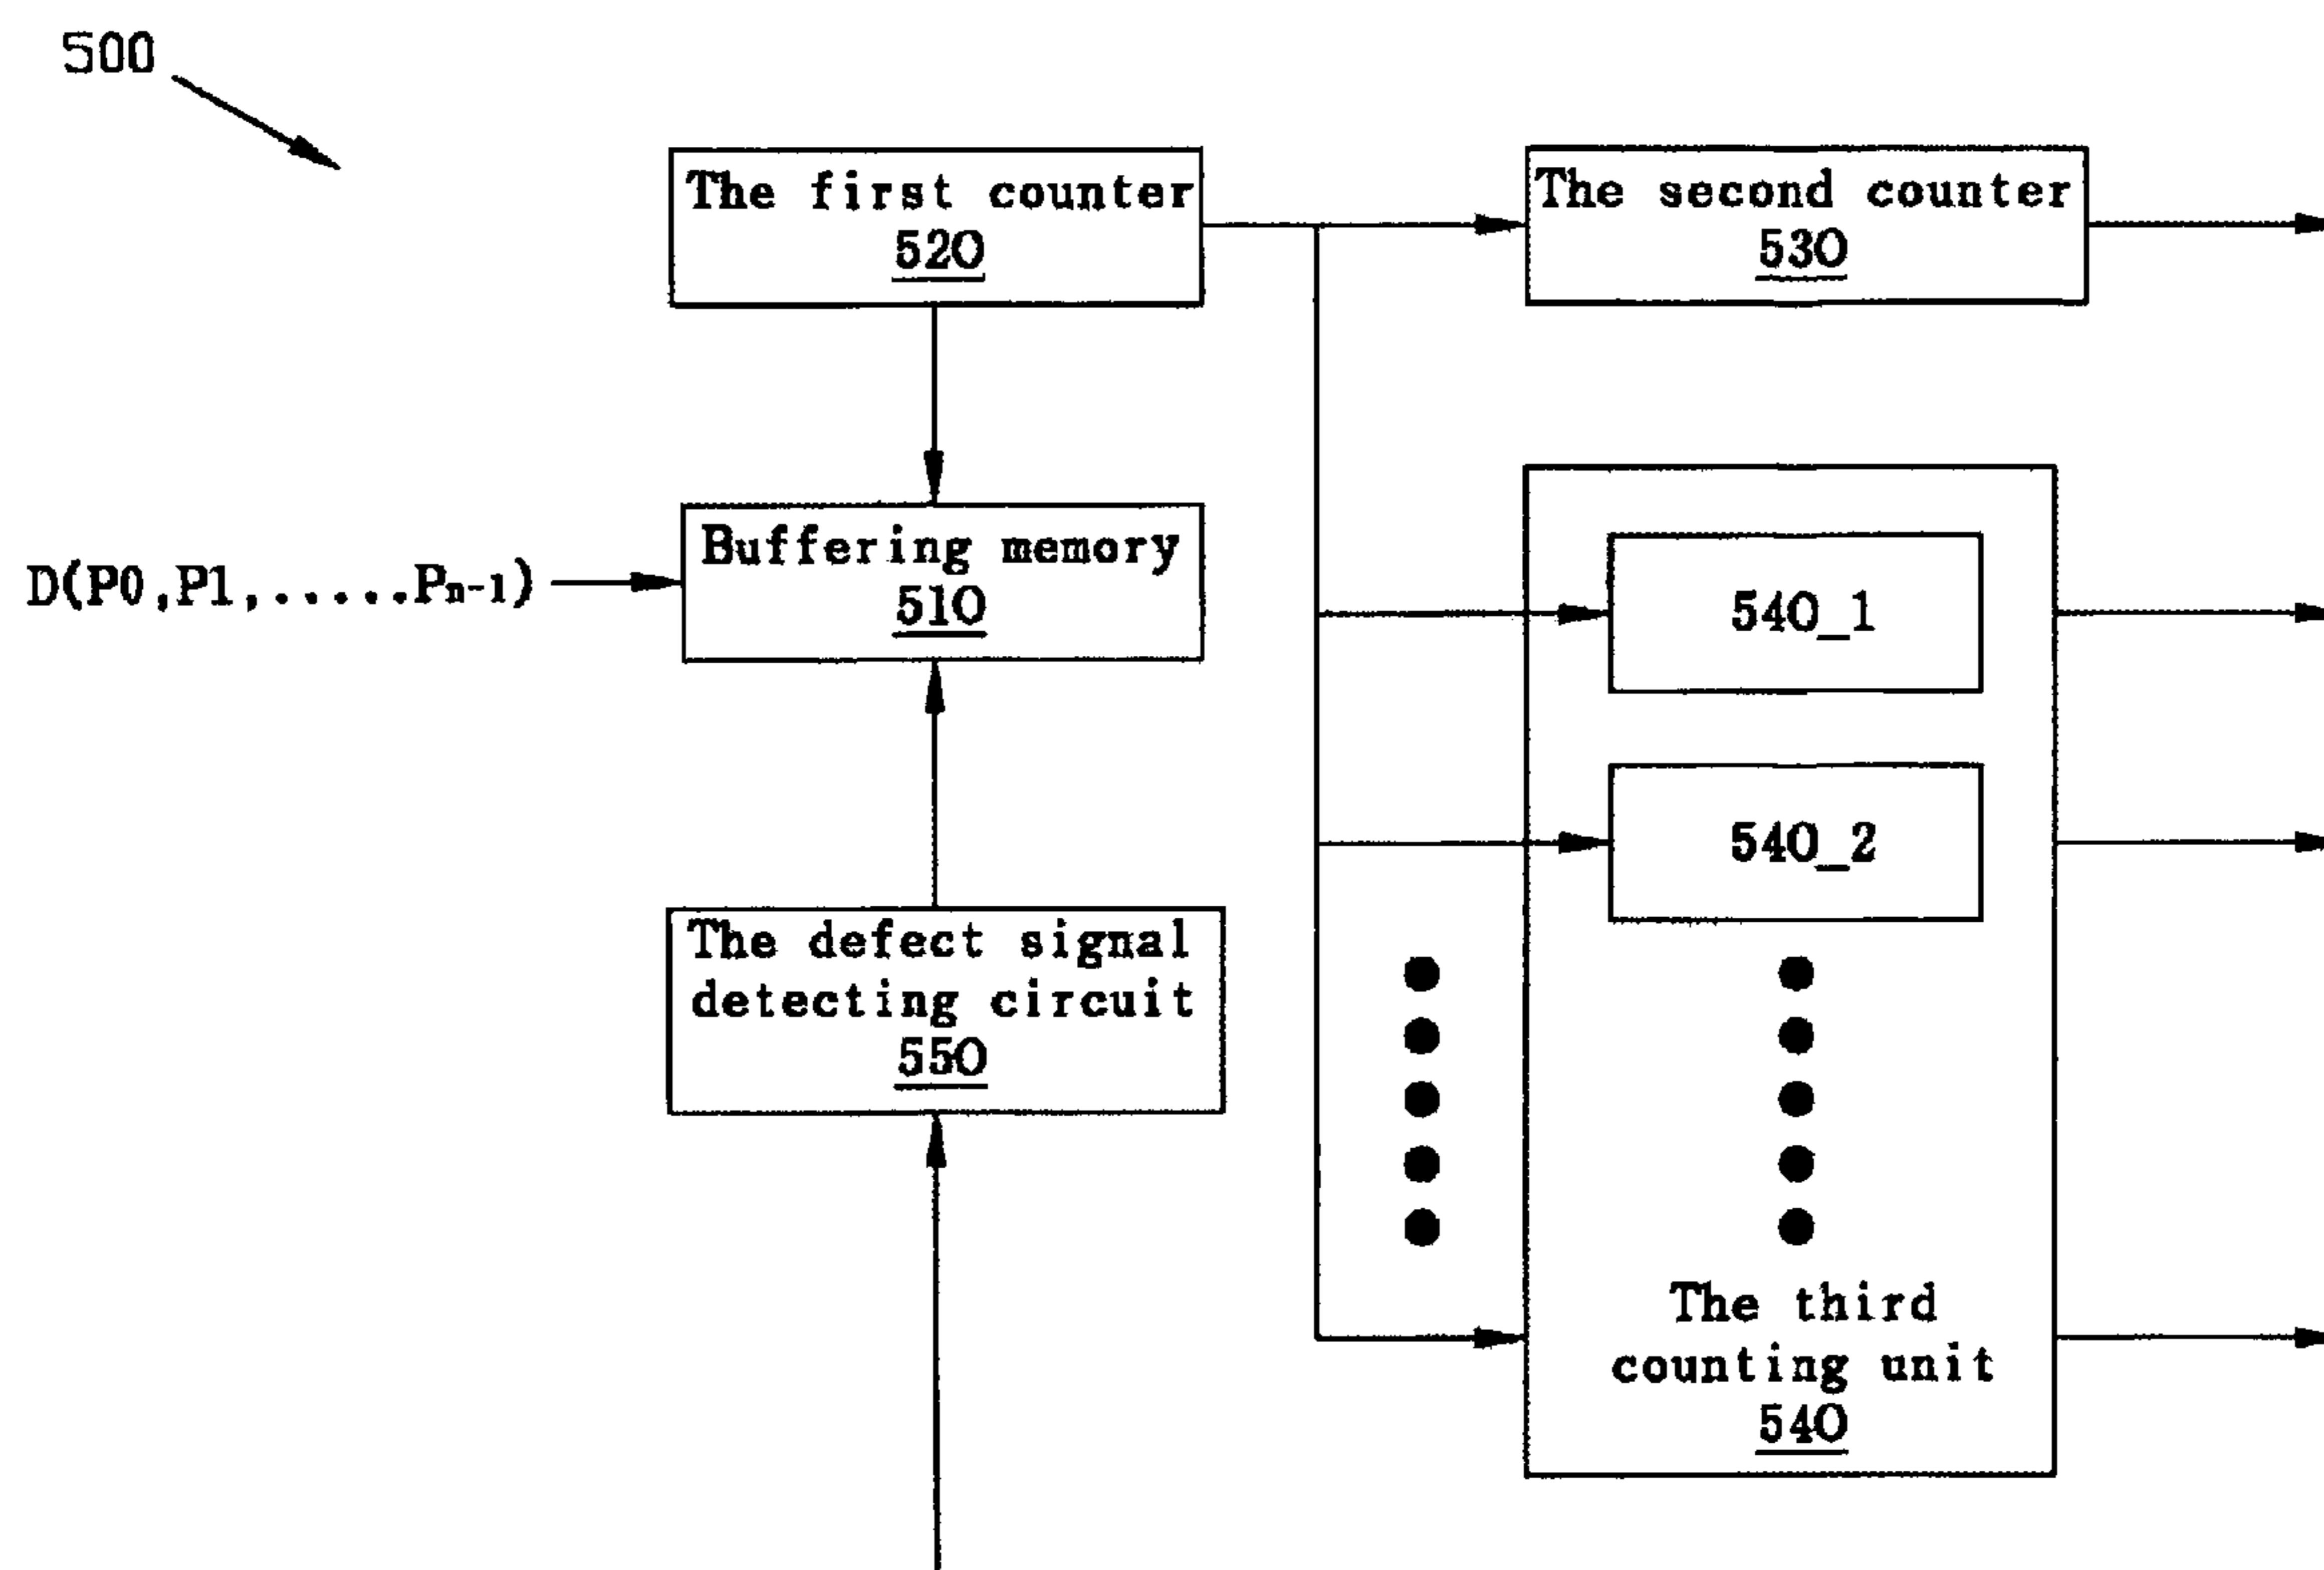 500
The first counter
520
The second counter
530
Buffering memory
510
D(P0,P1,.....Pn-1)
540_1
540_2
The defect signal
detecting circuit
550
The third
counting unit
540